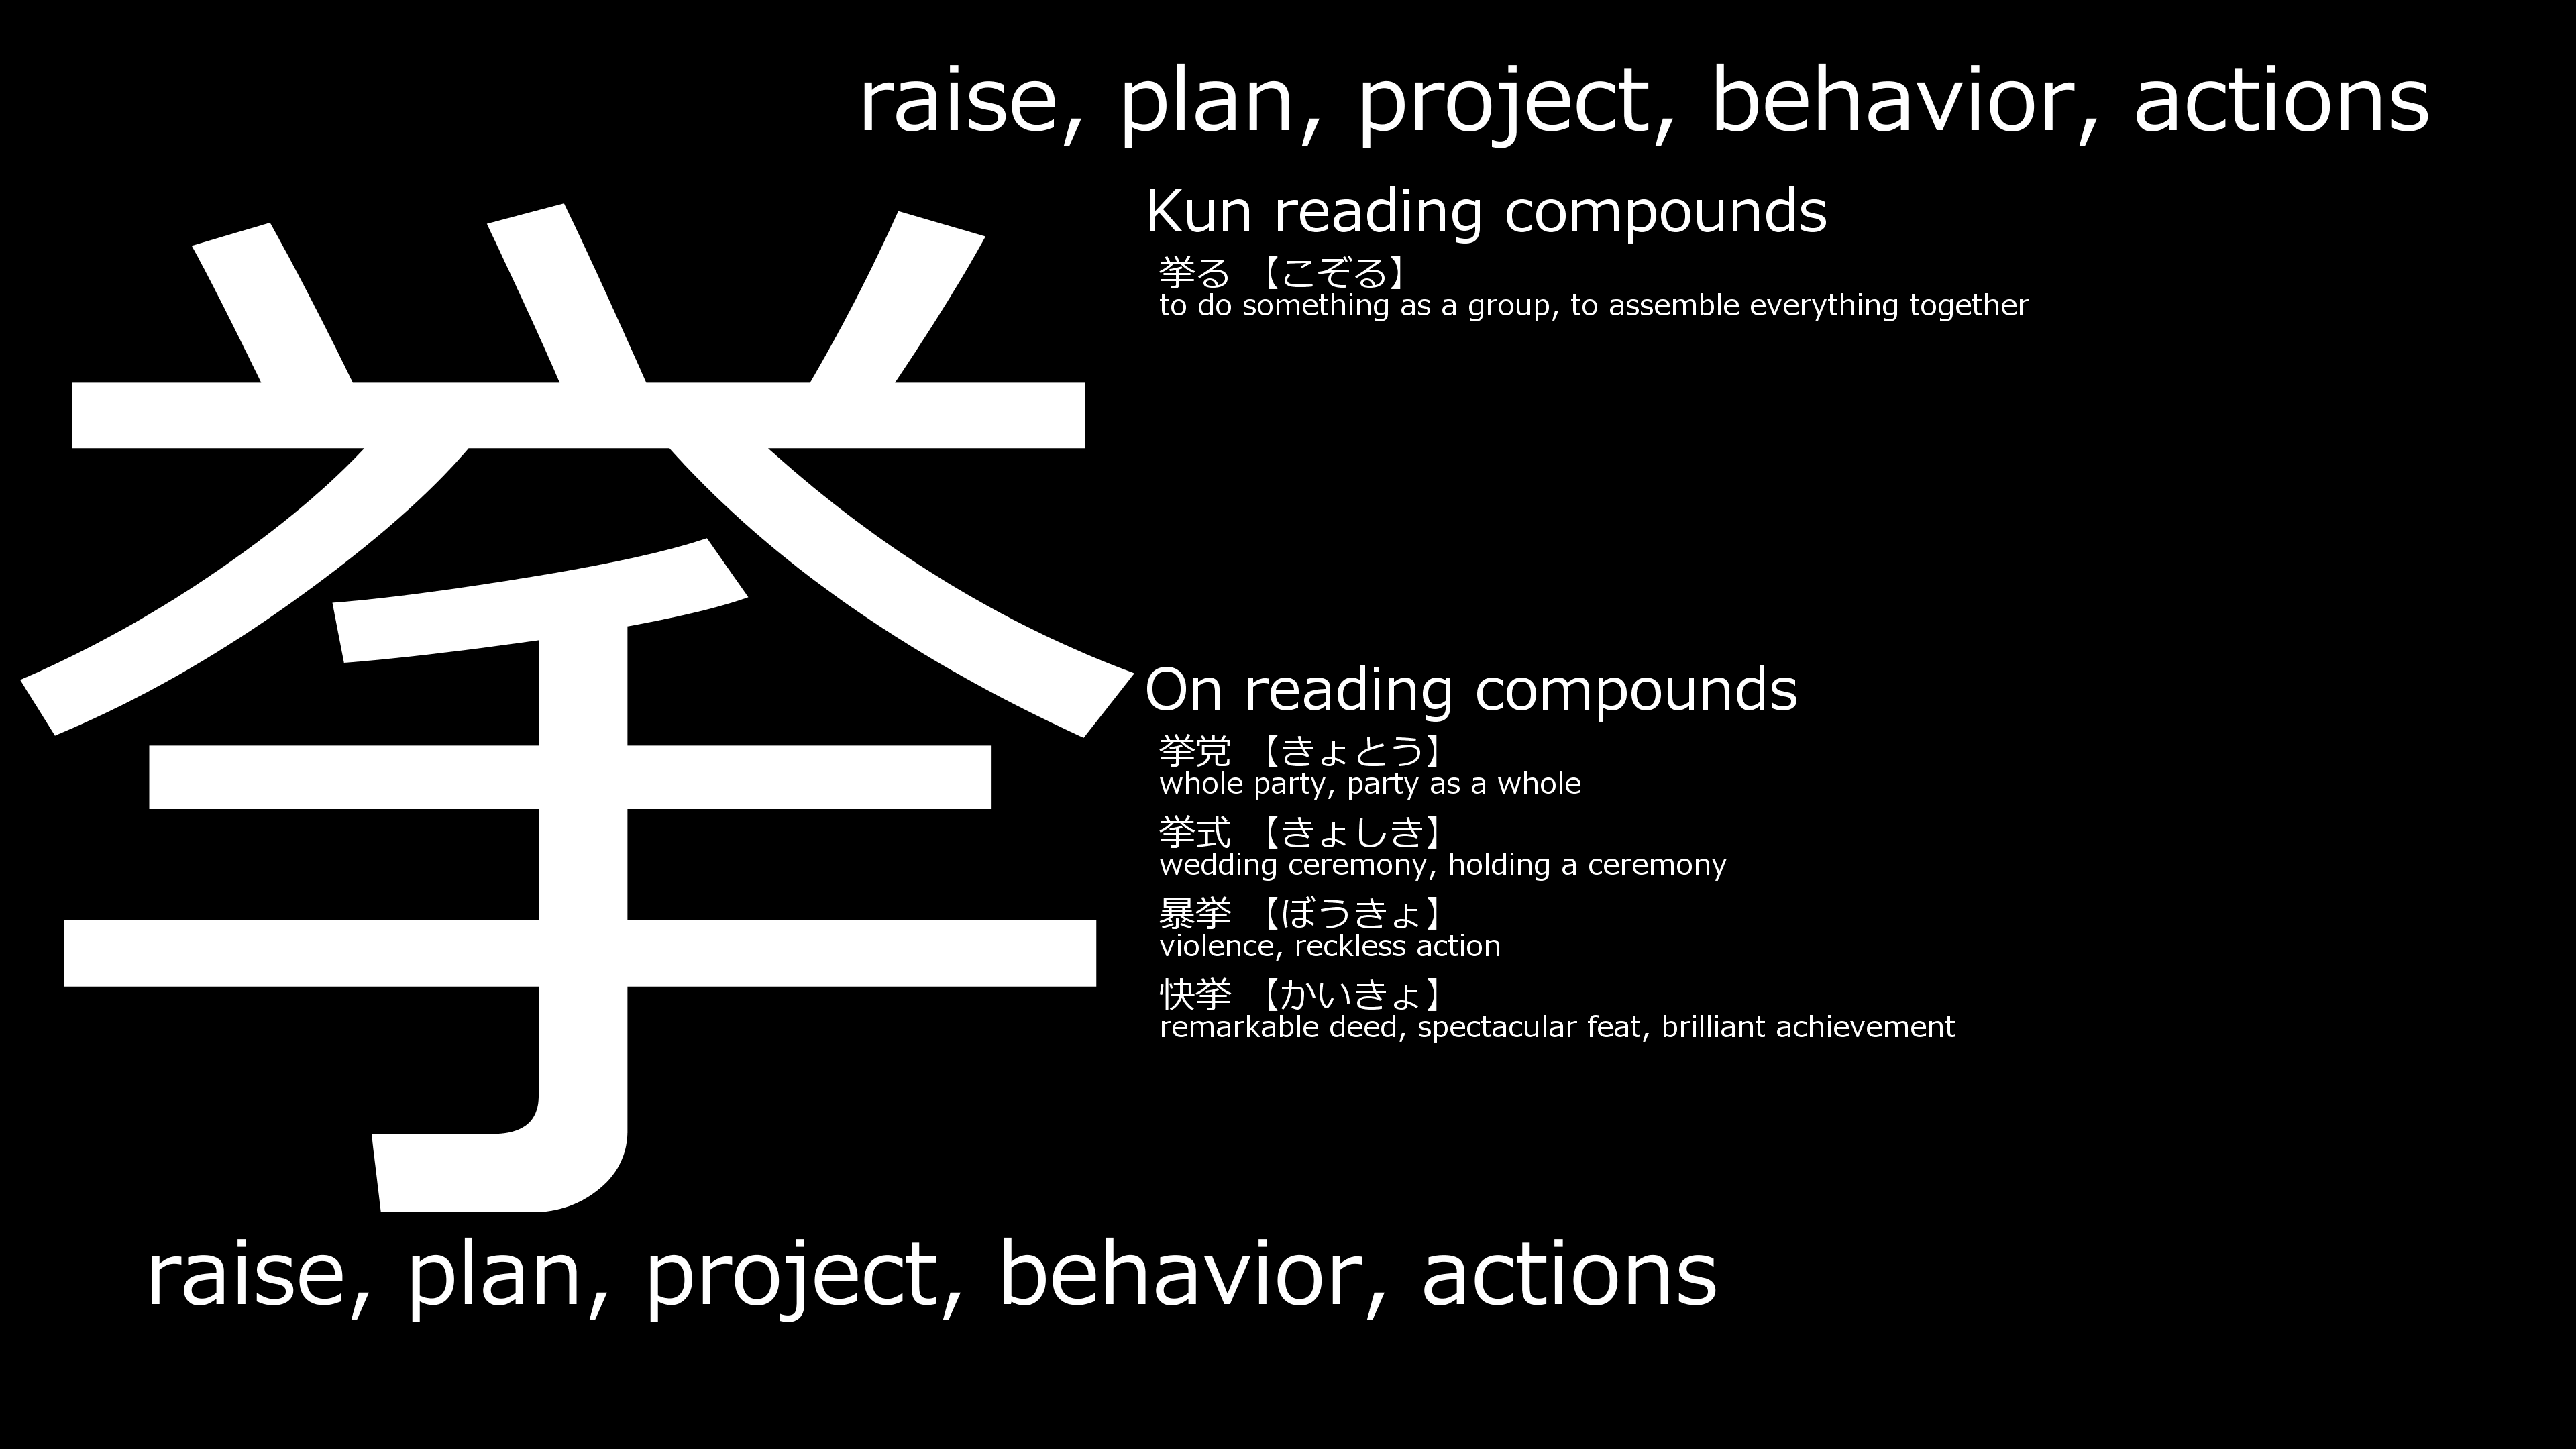 raise, plan, project, behavior, actions
挙
Kun reading compounds
挙る 【こぞる】
to do something as a group, to assemble everything together
On reading compounds
挙党 【きょとう】
whole party, party as a whole
挙式 【きょしき】
wedding ceremony, holding a ceremony
暴挙 【ぼうきょ】
violence, reckless action
快挙 【かいきょ】
remarkable deed, spectacular feat, brilliant achievement
raise, plan, project, behavior, actions